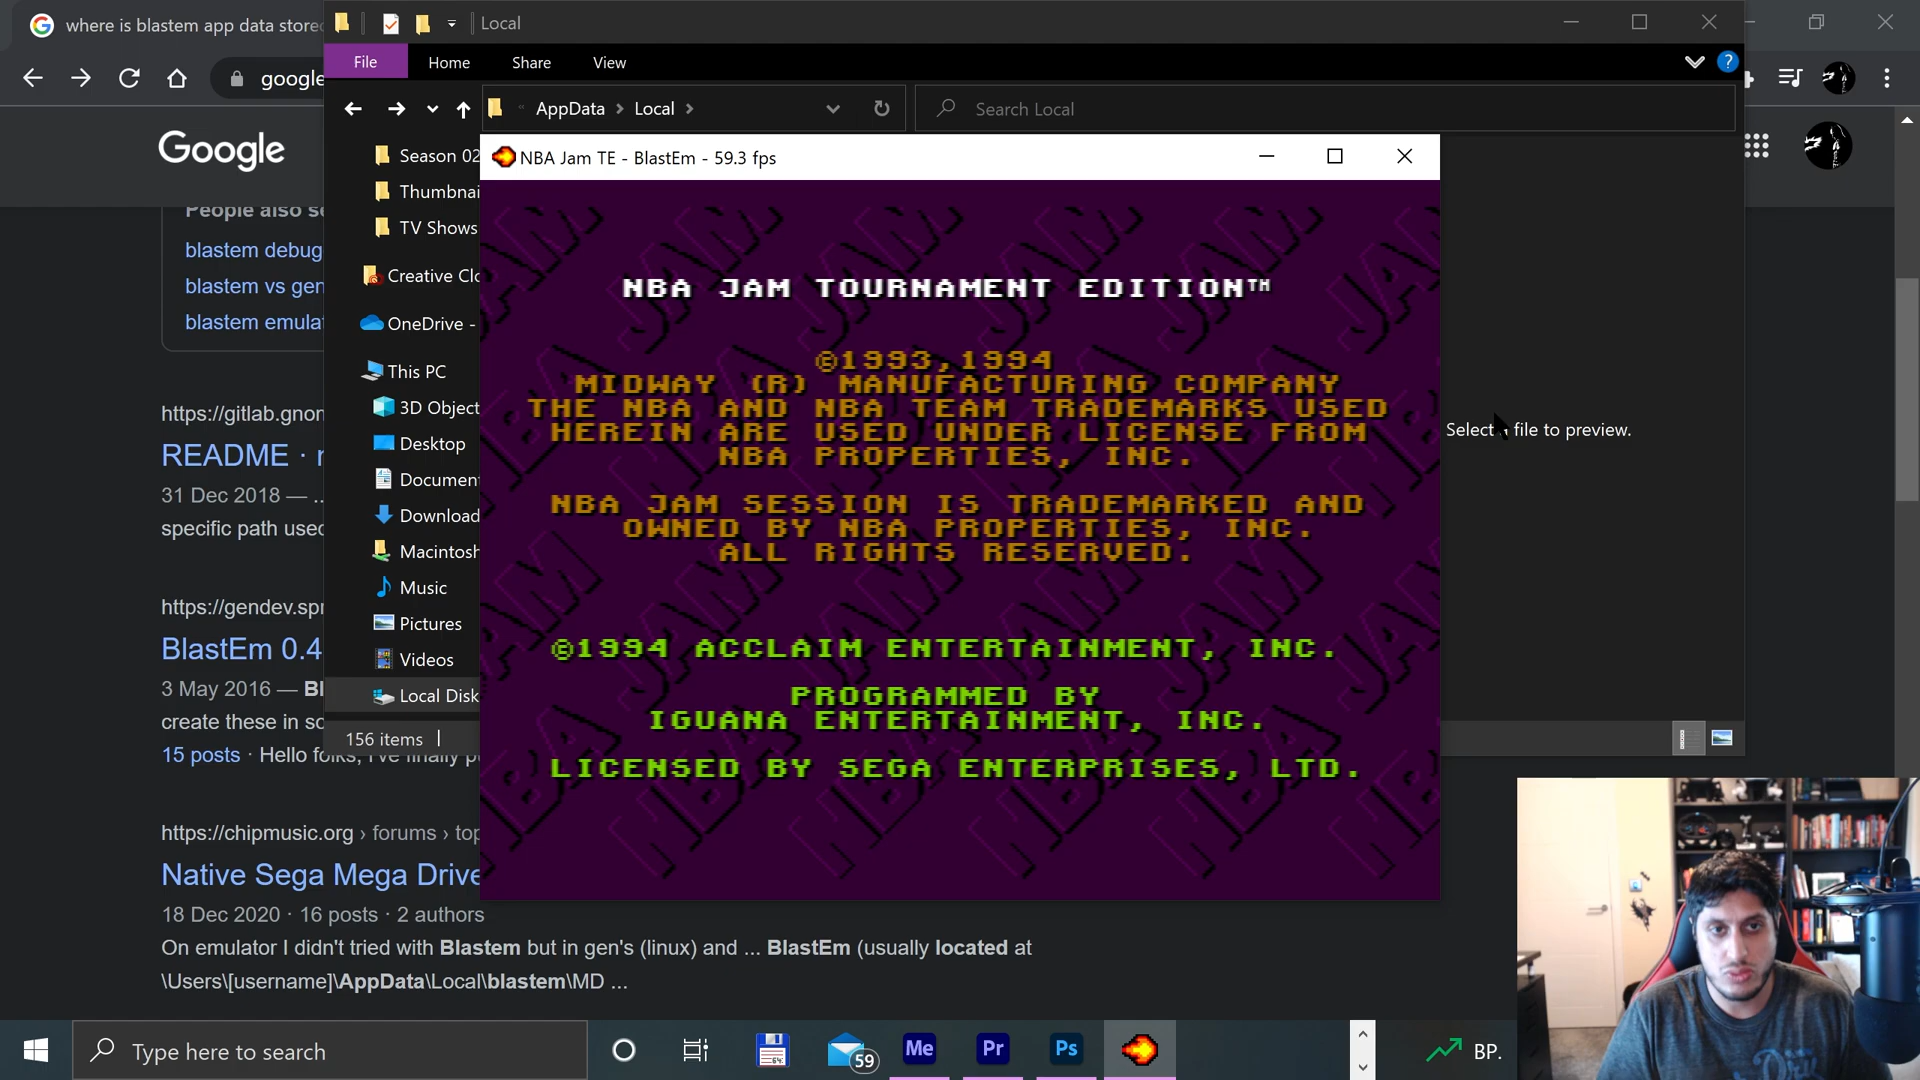 where is blastem app data store
Local
google
File
Home
Share
View
?
AppData
Local
Search Local
Google
Season 02
Thumbnai
TV Shows
Creative Clo
OneDrive -
This PC
3D Object
Desktop
Documen
Download
Macintosh
Music
Pictures
Videos
Local Disk
156 items
NBA Jam TE - BlastEm - 59.3 fps
NBA JAM TOURNAMENT EDITION™
©1993,1994
MIDWAY (R) MANUFACTURING COMPANY
THE NBA AND NBA TEAM TRADEMARKS USED
HEREIN ARE USED UNDER LICENSE FROM
NBA PROPERTIES, INC.
NBA JAM SESSION IS TRADEMARKED AND
OWNED BY NBA PROPERTIES, INC.
ALL RIGHTS RESERVED.
©1994 ACCLAIM ENTERTAINMENT, INC.
PROGRAMMED BY
IGUANA ENTERTAINMENT, INC.
LICENSED BY SEGA ENTERPRISES, LTD.
Select a file to preview.
People also se
blastem debug
blastem vs gen
blastem emulat
https://gitlab.gnom
README ·
31 Dec 2018 — ..
specific path used
https://gendev.spr
BlastEm 0.4
3 May 2016 — Bl
create these in so
15 posts · Hello folks, I've finally p
https://chipmusic.org › forums › top
Native Sega Mega Drive
18 Dec 2020 · 16 posts · 2 authors
On emulator I didn't tried with Blastem but in gen's (linux) and ... BlastEm (usually located at
\Users\[username]\AppData\Local\blastem\MD ...
Type here to search
64
59
Me
Pr
Ps
BP.